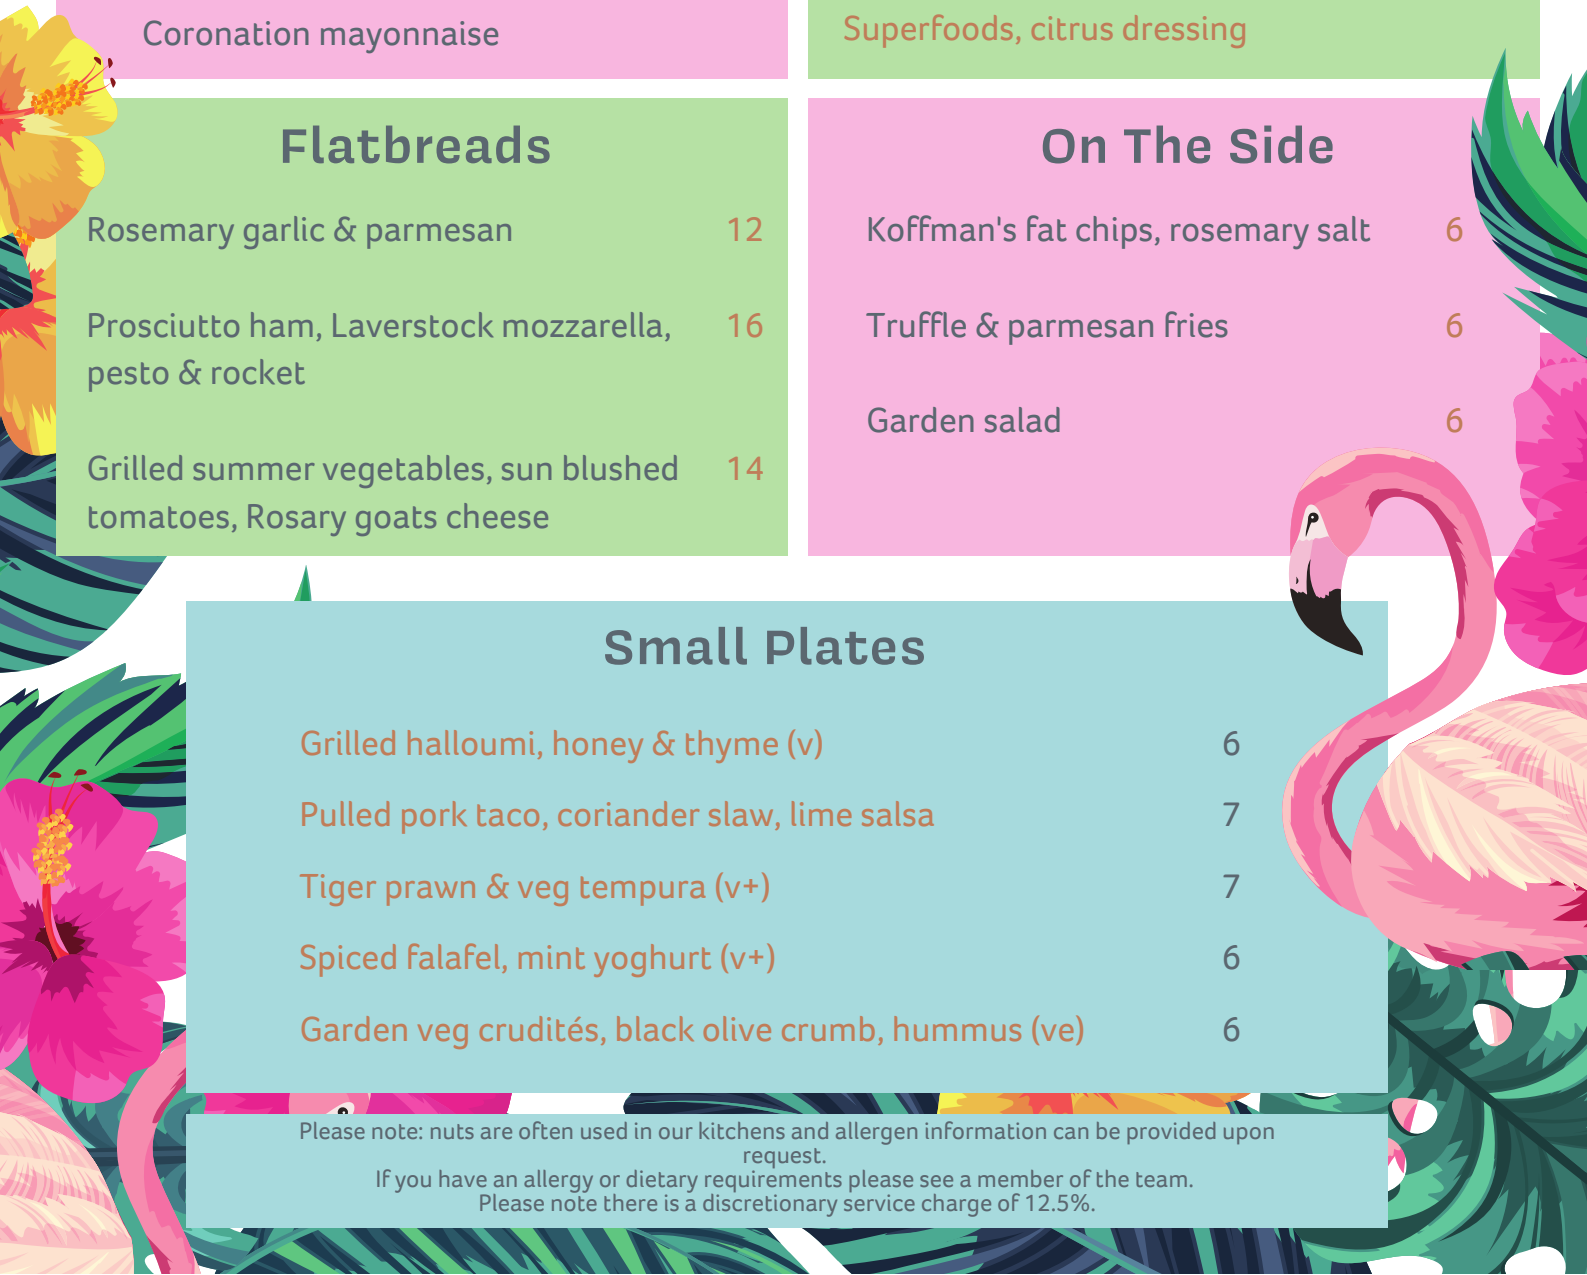 Coronation mayonnaise
Superfoods, citrus dressing
Flatbreads
Rosemary garlic & parmesan 12
Prosciutto ham, Laverstock mozzarella, 16
pesto & rocket
Grilled summer vegetables, sun blushed 14
tomatoes, Rosary goats cheese
On The Side
Koffman's fat chips, rosemary salt 6
Truffle & parmesan fries 6
Garden salad 6
Small Plates
Grilled halloumi, honey & thyme (v) 6
Pulled pork taco, coriander slaw, lime salsa 7
Tiger prawn & veg tempura (v+) 7
Spiced falafel, mint yoghurt (v+) 6
Garden veg crudités, black olive crumb, hummus (ve) 6
Please note: nuts are often used in our kitchens and allergen information can be provided upon
request.
If you have an allergy or dietary requirements please see a member of the team.
Please note there is a discretionary service charge of 12.5%.